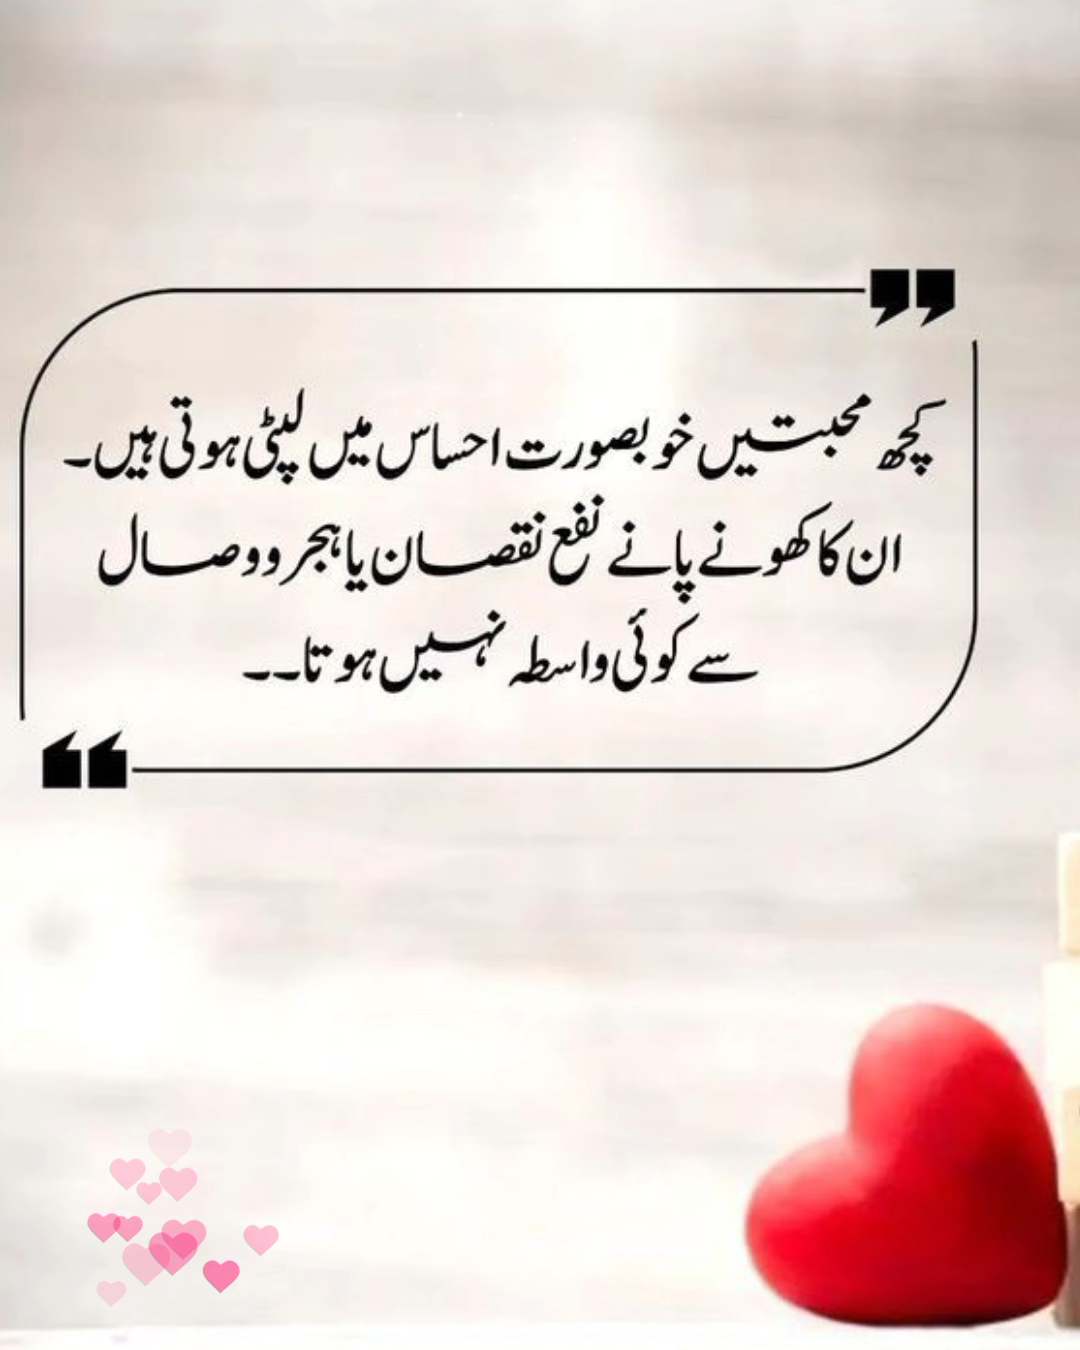 کچھ محبتیں خوبصورت احساس میں لپٹی ہوتی ہیں۔
ان کا کھونے پانے نفع نقصان یا ہجر و وصال
سے کوئی واسطہ نہیں ہوتا۔۔